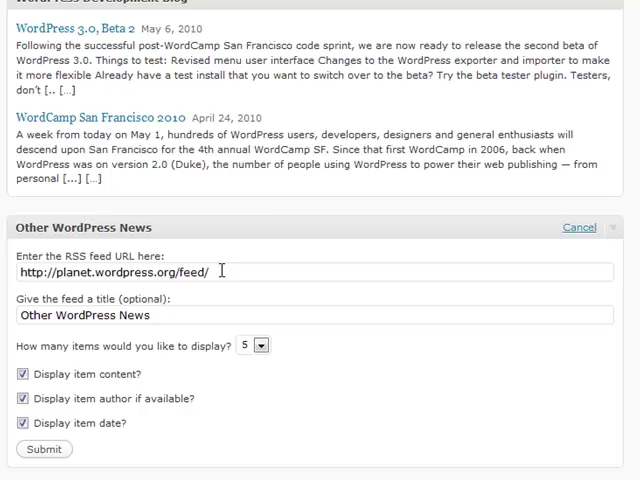 WordPress Development Blog
WordPress 3.0, Beta 2 May 6, 2010
Following the successful post-WordCamp San Francisco code sprint, we are now ready to release the second beta of
WordPress 3.0. Things to test: Revised menu user interface Changes to the WordPress exporter and importer to make
it more flexible Already have a test install that you want to switch over to the beta? Try the beta tester plugin. Testers,
don't [.. [...]
WordCamp San Francisco 2010 April 24, 2010
A week from today on May 1, hundreds of WordPress users, developers, designers and general enthusiasts will
descend upon San Francisco for the 4th annual WordCamp SF. Since that first WordCamp in 2006, back when
WordPress was on version 2.0 (Duke), the number of people using WordPress to power their web publishing — from
personal [...] [...]
Other WordPress News Cancel
Enter the RSS feed URL here:
http://planet.wordpress.org/feed/
Give the feed a title (optional):
Other WordPress News
How many items would you like to display? 5
Display item content?
Display item author if available?
Display item date?
Submit